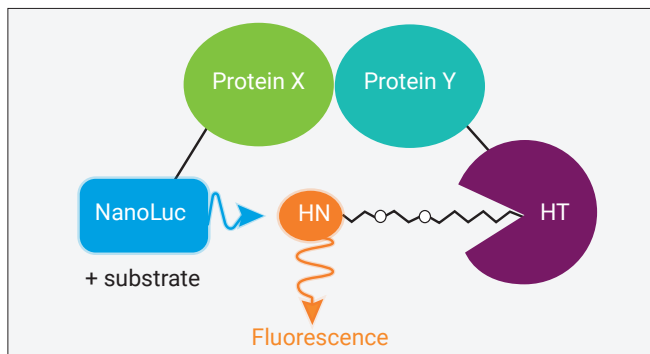 Protein X
Protein Y
NanoLuc
HN
HT
+ substrate
Fluorescence